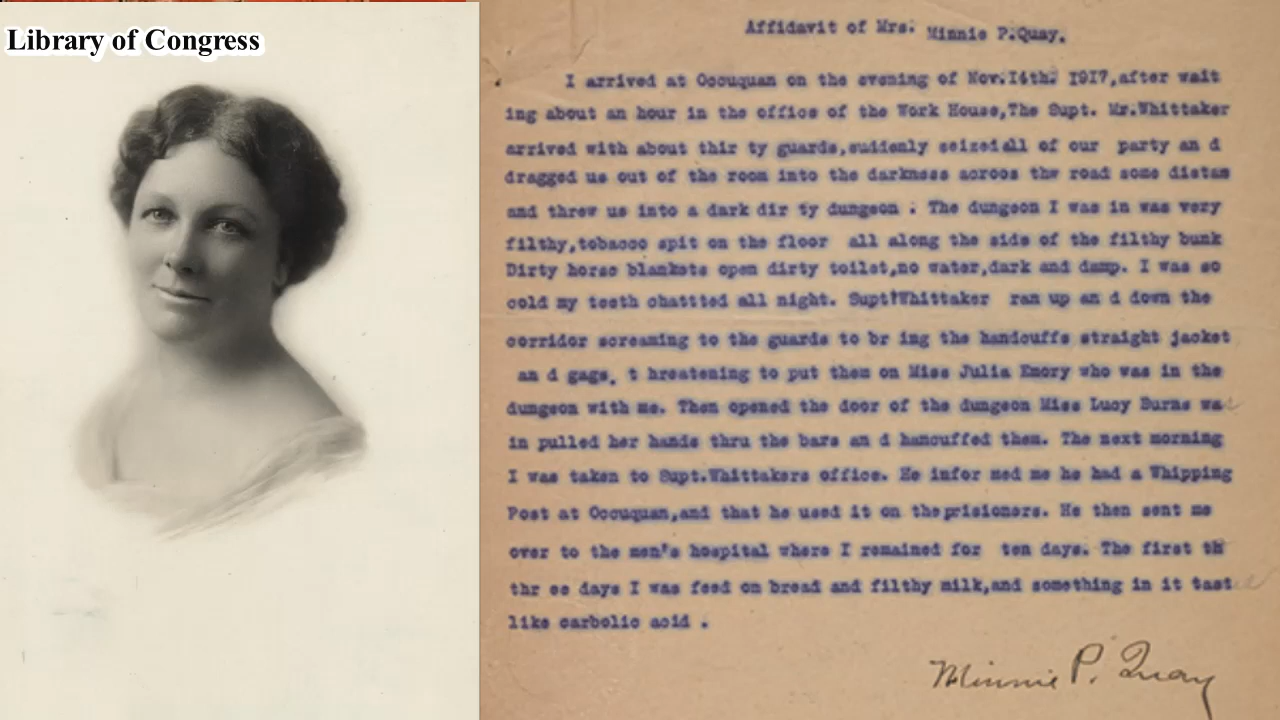 Library of Congress
Affidavit of Mrs. Minnie P.Quay.
I arrived at Occuquan on the evening of Nov.14th. 1917,after wait
ing about an hour in the office of the Work House,The Supt. Mr.Whittaker
arrived with about thir ty guards,suddenly seizedall of our party an d
dragged us out of the room into the darkness across thw road some distan
and threw us into a dark dir ty dungeon . The dungeon I was in was very
filthy,tobacco spit on the floor all along the side of the filthy bunk
Dirty horse blankets open dirty toilet,no water,dark and damp. I was so
cold my teeth chattted all night. Supt.Whittaker ran up an d down the
corridor screaming to the guards to br ing the handcuffs straight jacket
an d gags, t hreatening to put them on Miss Julia Emory who was in the
dungeon with me. Then opened the door of the dungeon Miss Lucy Burns was
in pulled her hands thru the bars an d hancuffed them. The next morning
I was taken to Supt.Whittakers office. He infor med me he had a Whipping
Post at Occuquan,and that he used it on theprisioners. He then sent me
over to the men's hospital where I remained for ten days. The first th
thr ee days I was feed on bread and filthy milk,and something in it tast
like carbolic acid .
Minnie P. Quay